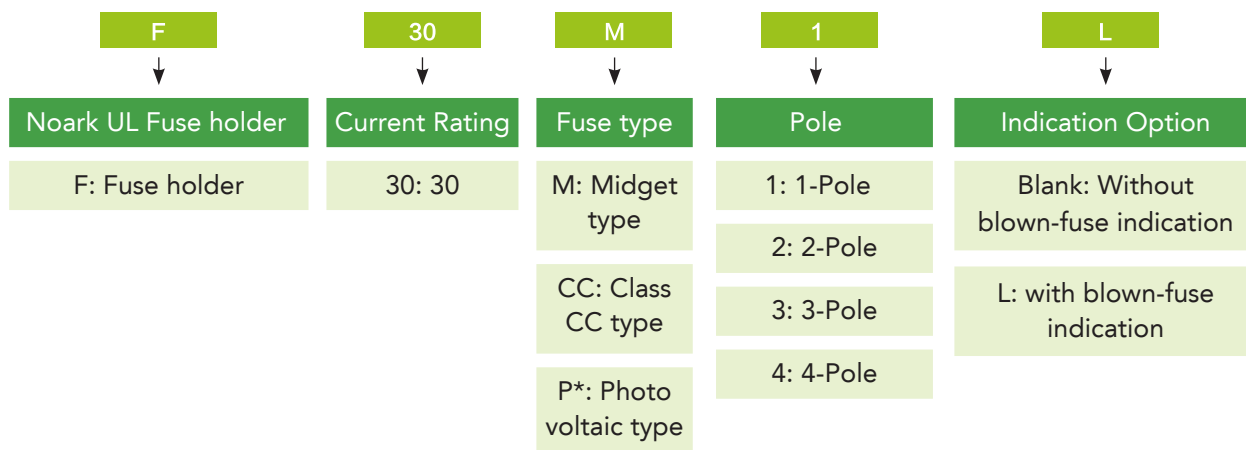 F 30 M 1 L
Noark UL Fuse holder Current Rating Fuse type Pole Indication Option
F: Fuse holder
30: 30
M: Midget
type
CC: Class
CC type
P*: Photo
voltaic type
1: 1-Pole
2: 2-Pole
3: 3-Pole
4: 4-Pole
Blank: Without
blown-fuse indication
L: with blown-fuse
indication